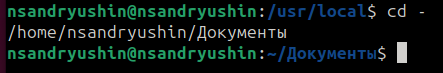 nsandryushin@nsandryushin:/usr/local$ cd -
/home/nsandryushin/Документы
nsandryushin@nsandryushin:~/Документы$